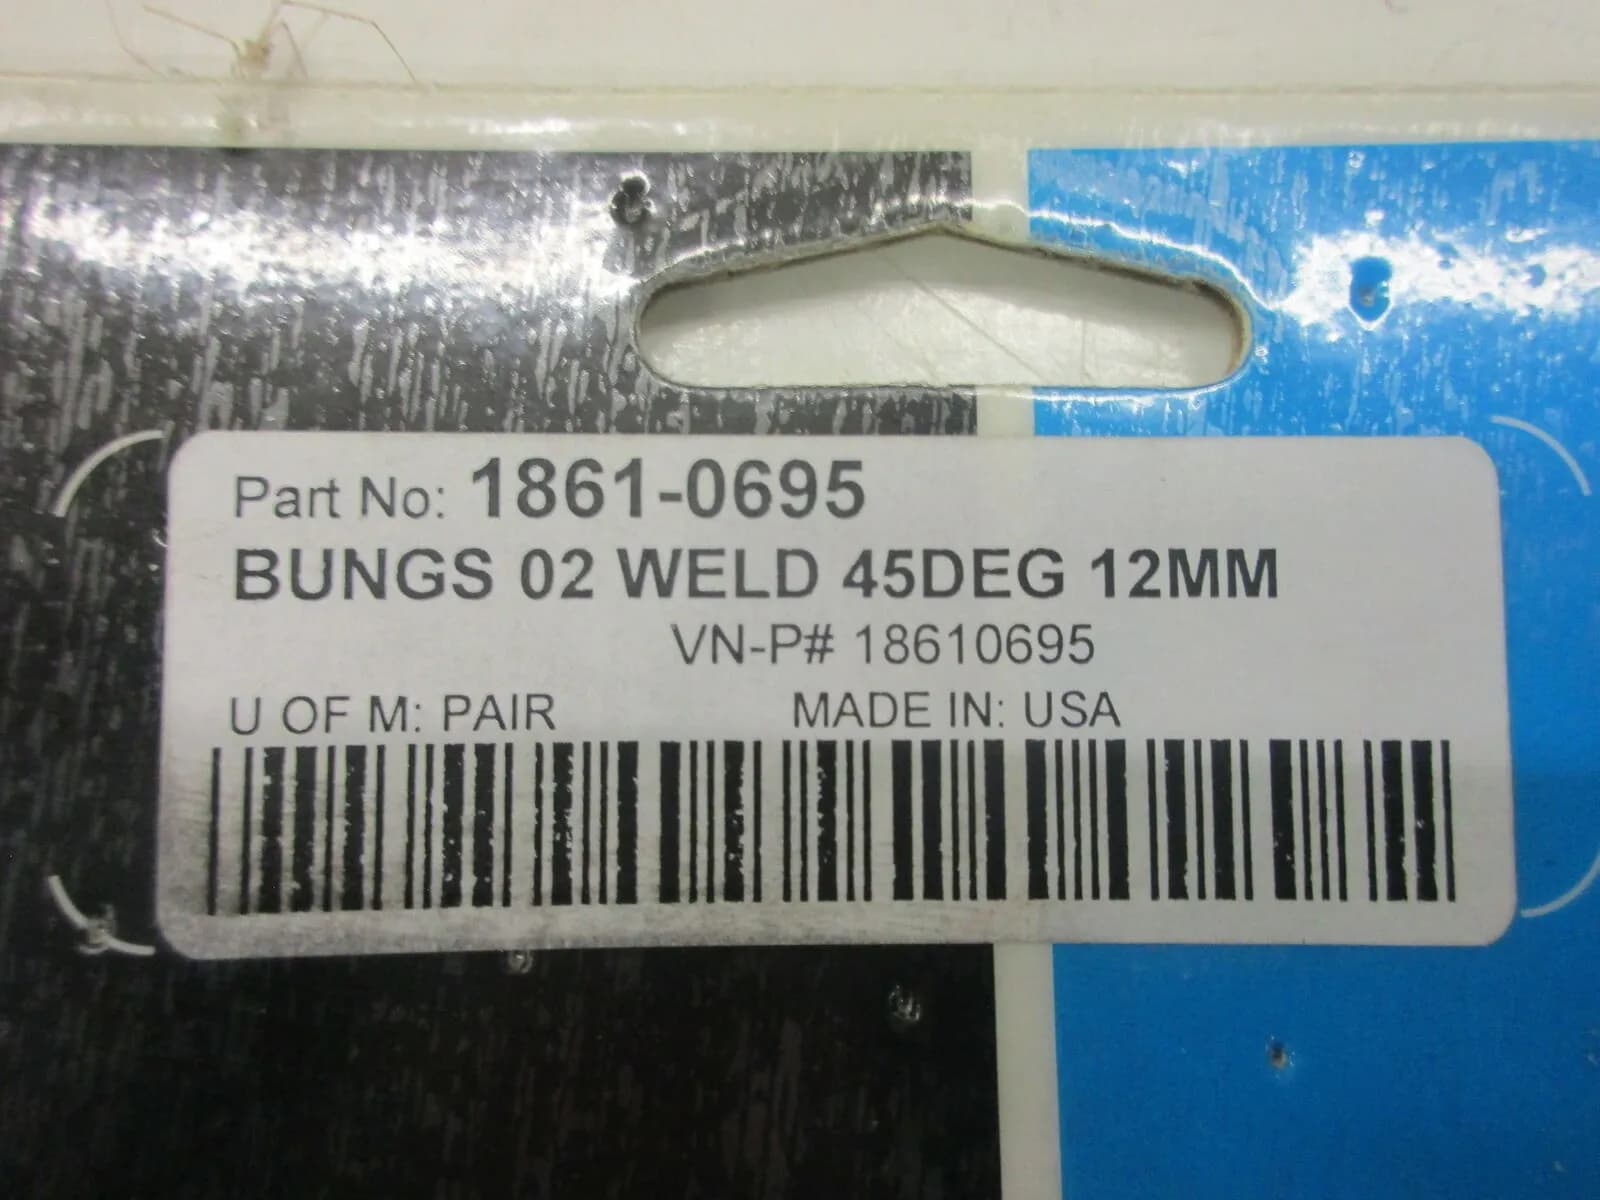 Part No: 1861-0695
BUNGS 02 WELD 45DEG 12MM
VN-P# 18610695
U OF M: PAIR MADE IN: USA